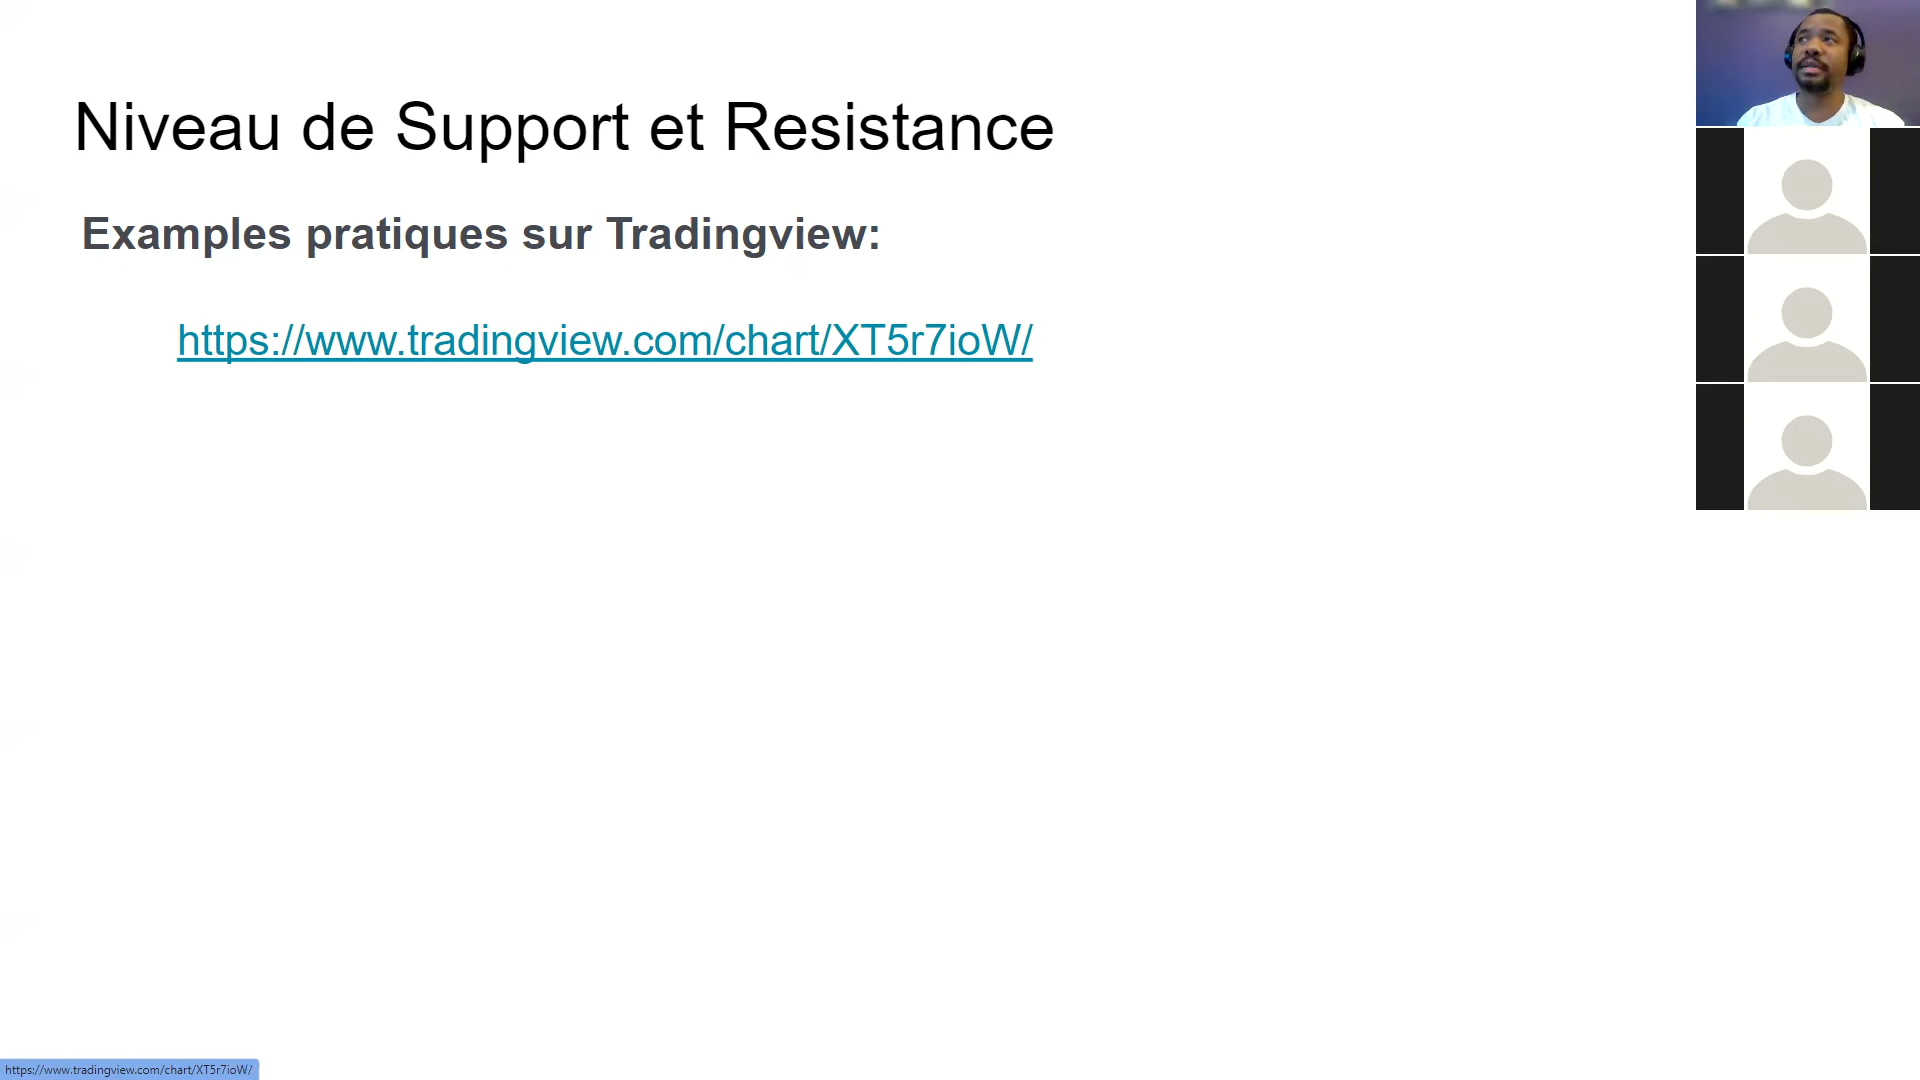 Niveau de Support et Resistance
Examples pratiques sur Tradingview:
https://www.tradingview.com/chart/XT5r7ioW/
https://www.tradingview.com/chart/XT5r7ioW/